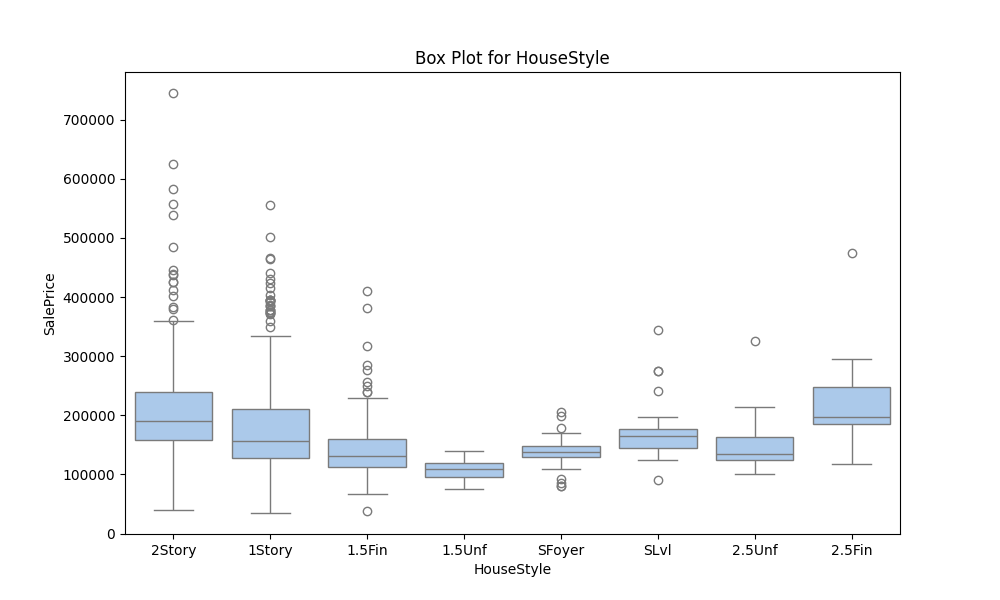 Box Plot for HouseStyle
SalePrice
700000
600000
500000
400000
300000
200000
100000
0
2Story 1Story 1.5Fin 1.5Unf SFoyer SLvl 2.5Unf 2.5Fin
HouseStyle